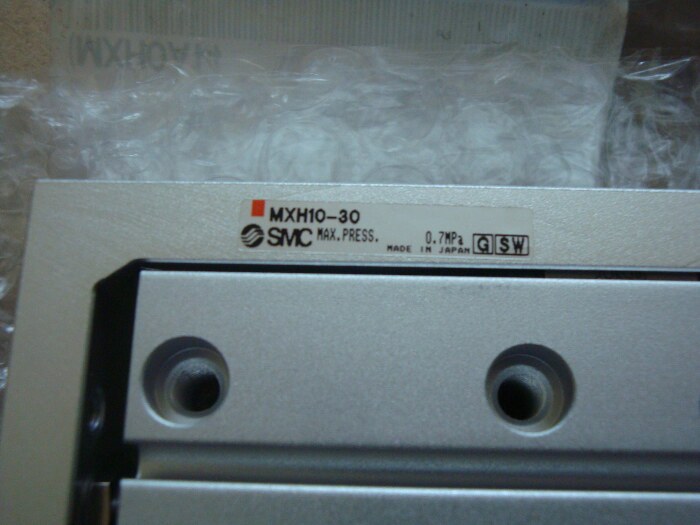 MXH10-30
SMC MAX. PRESS. 0.7MPa
MADE IN JAPAN G SW